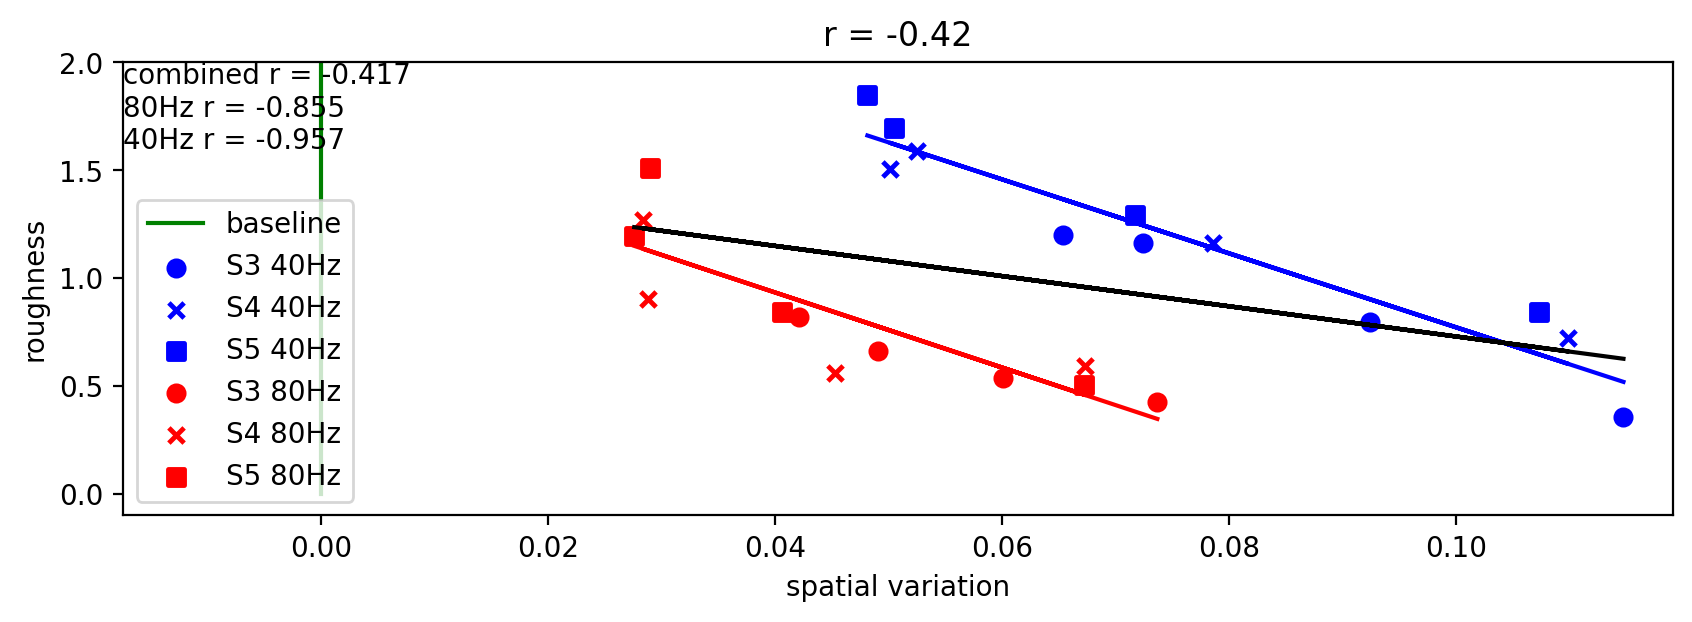 r = -0.42
combined r = -0.417
80Hz r = -0.855
40Hz r = -0.957
2.0
1.5
1.0
0.5
0.0
roughness
baseline
S3 40Hz
S4 40Hz
S5 40Hz
S3 80Hz
S4 80Hz
S5 80Hz
0.00 0.02 0.04 0.06 0.08 0.10
spatial variation